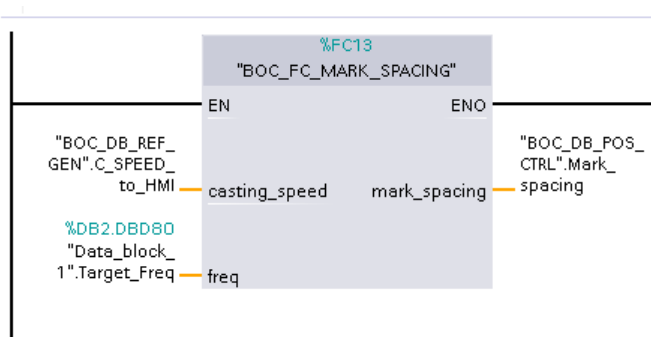 %FC13
"BOC_FC_MARK_SPACING"
EN
ENO
"BOC_DB_REF_
GEN".C_SPEED_
to_HMI
casting_speed
mark_spacing
"BOC_DB_POS_
CTRL".Mark_
spacing
%DB2.DBD80
"Data_block_
1".Target_Freq
freq